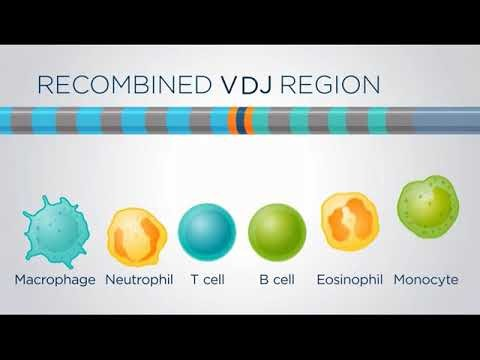 RECOMBINED VDJ REGION
Macrophage Neutrophil T cell B cell Eosinophil Monocyte